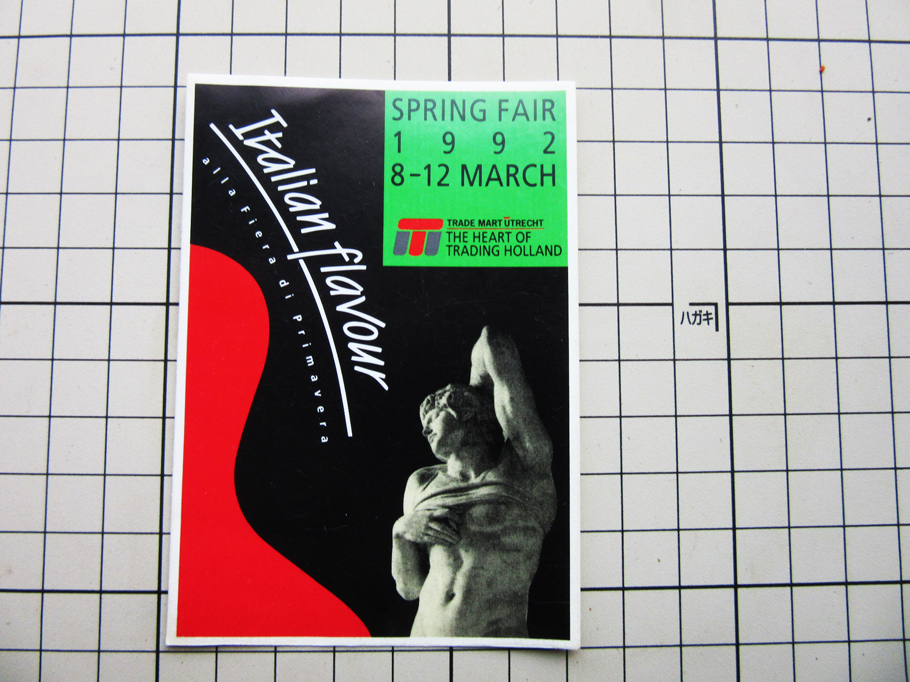 SPRING FAIR
1 9 9 2
8-12 MARCH
TRADE MART UTRECHT
THE HEART OF
TRADING HOLLAND
Italian flavour
alla Fiera di Primavera
ハガキ